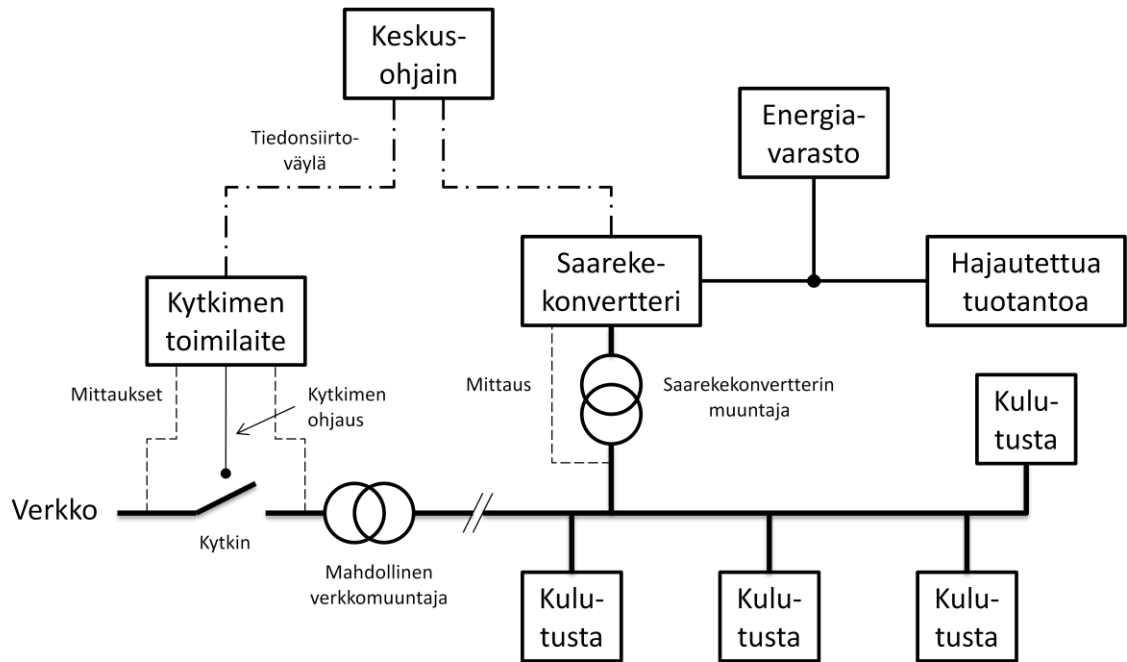 Keskus-
ohjain
Tiedonsiirto-
väylä
Energia-
varasto
Saareke-
konvertteri
Hajautettua
tuotantoa
Kytkimen
toimilaite
Mittaukset
Kytkimen
ohjaus
Mittaus
Saarekekonvertterin
muuntaja
Kulu-
tusta
Verkko
Kytkin
Mahdollinen
verkkomuuntaja
Kulu-
tusta
Kulu-
tusta
Kulu-
tusta